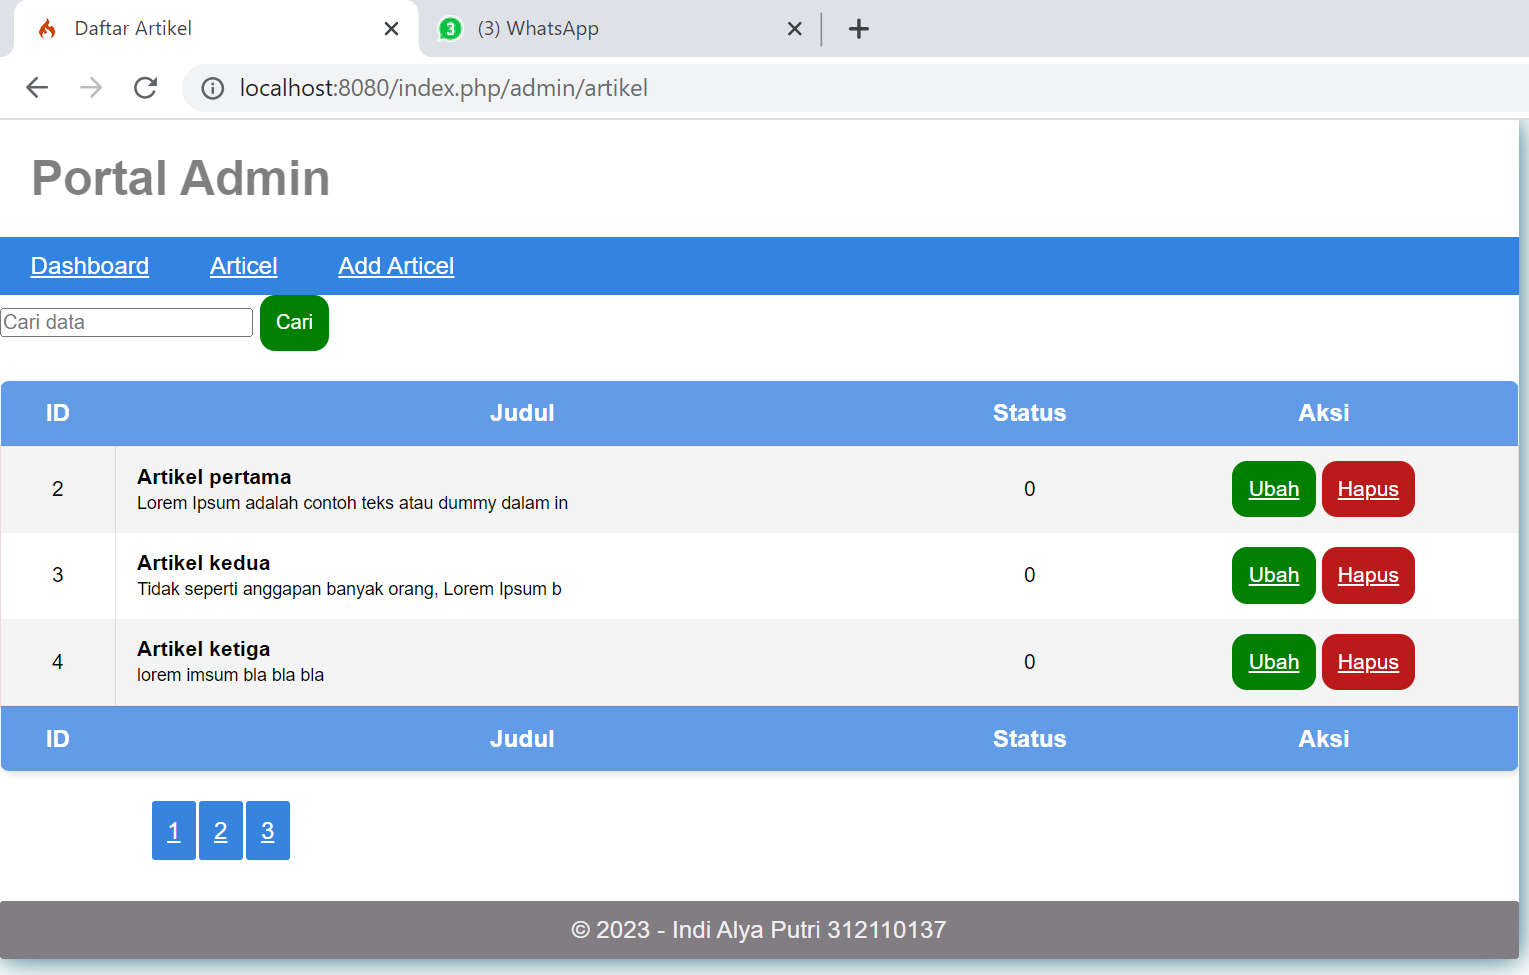 Daftar Artikel
3 (3) WhatsApp
localhost:8080/index.php/admin/artikel
Portal Admin
Dashboard Articel Add Articel
Cari data Cari
ID Judul Status Aksi
2 Artikel pertama 0 Ubah Hapus
Lorem Ipsum adalah contoh teks atau dummy dalam in
3 Artikel kedua 0 Ubah Hapus
Tidak seperti anggapan banyak orang, Lorem Ipsum b
4 Artikel ketiga 0 Ubah Hapus
lorem imsum bla bla bla
ID Judul Status Aksi
1 2 3
© 2023 - Indi Alya Putri 312110137